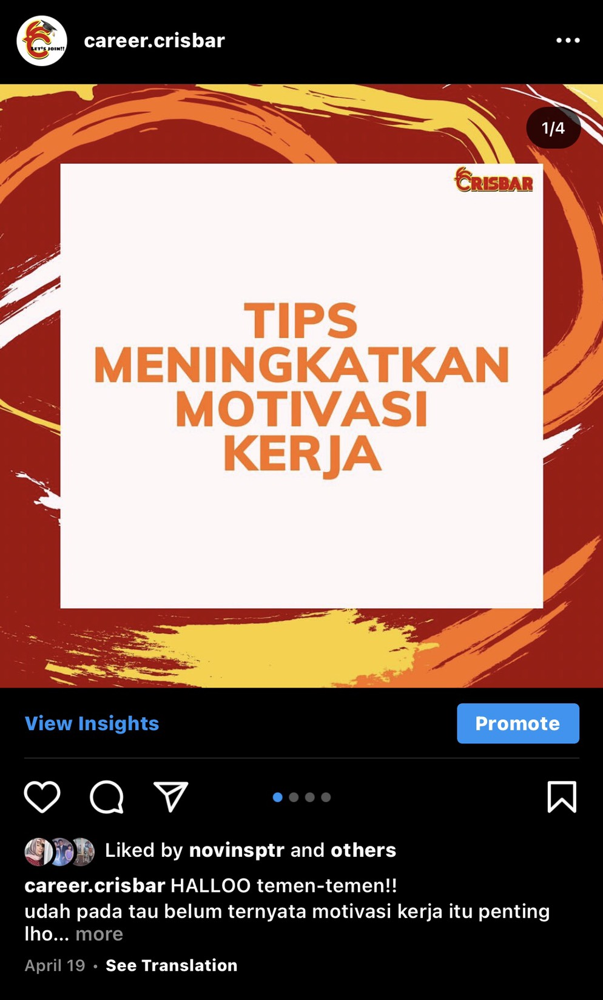 LET'S JOIN!!
career.crisbar
1/4
CRISBAR
TIPS
MENINGKATKAN
MOTIVASI
KERJA
View Insights
Promote
Liked by novinsptr and others
career.crisbar HALLOO temen-temen!!
udah pada tau belum ternyata motivasi kerja itu penting
lho... more
April 19 • See Translation